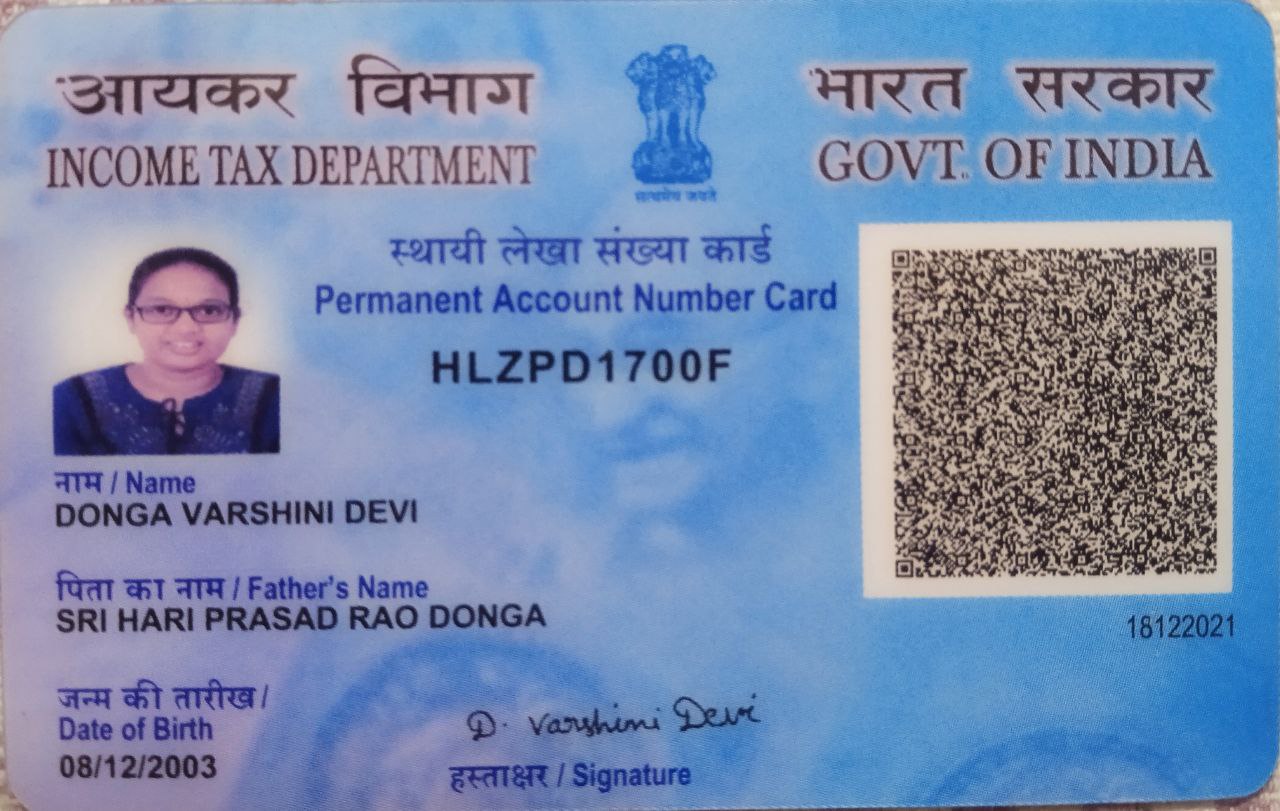 आयकर विभाग
INCOME TAX DEPARTMENT
सत्यमेव जयते
भारत सरकार
GOVT. OF INDIA
स्थायी लेखा संख्या कार्ड
Permanent Account Number Card
HLZPD1700F
नाम / Name
DONGA VARSHINI DEVI
पिता का नाम / Father's Name
SRI HARI PRASAD RAO DONGA
18122021
जन्म की तारीख /
Date of Birth
08/12/2003
D. Varshini Devi
हस्ताक्षर / Signature